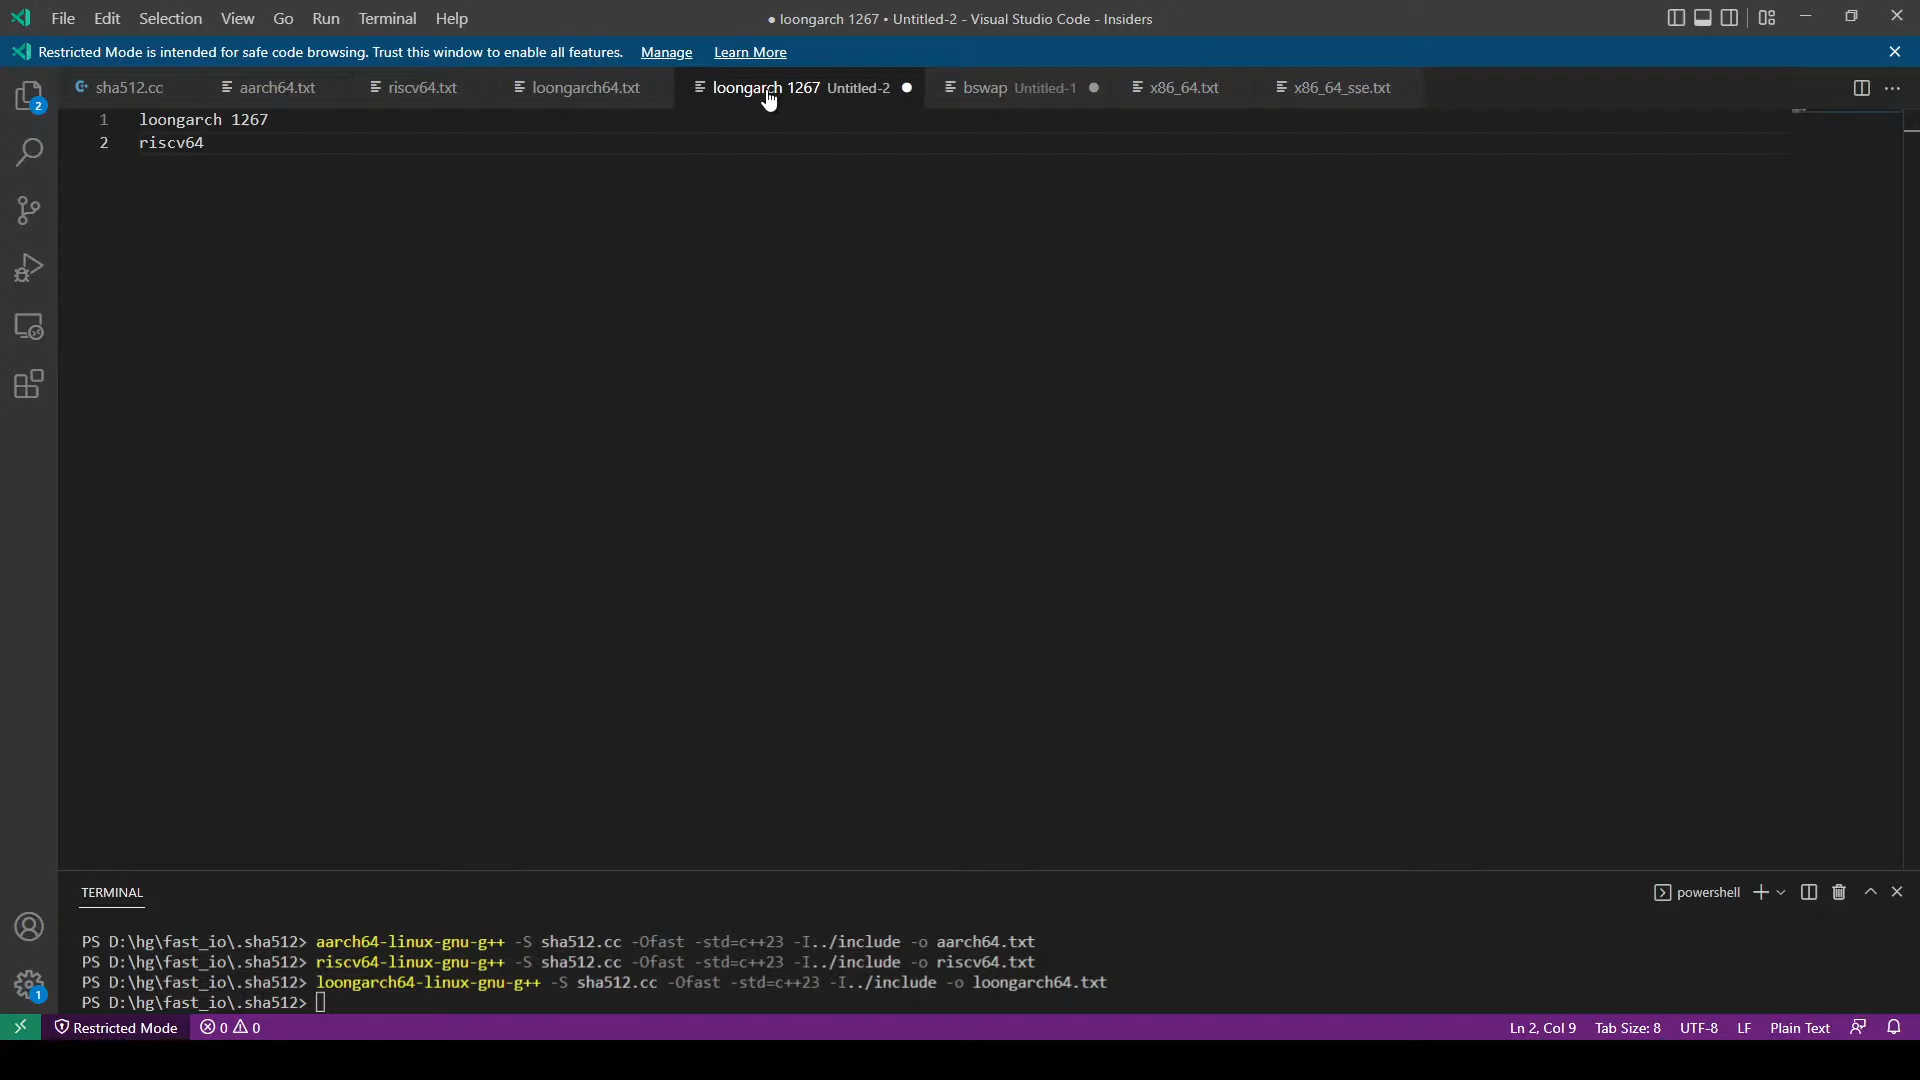 File Edit Selection View Go Run Terminal Help
● loongarch 1267 • Untitled-2 - Visual Studio Code - Insiders
Restricted Mode is intended for safe code browsing. Trust this window to enable all features. Manage Learn More
2
sha512.cc aarch64.txt riscv64.txt loongarch64.txt loongarch 1267 Untitled-2 bswap Untitled-1 x86_64.txt x86_64_sse.txt
1 loongarch 1267
2 riscv64
TERMINAL
powershell
PS D:\hg\fast_io\.sha512> aarch64-linux-gnu-g++ -S sha512.cc -Ofast -std=c++23 -I../include -o aarch64.txt
PS D:\hg\fast_io\.sha512> riscv64-linux-gnu-g++ -S sha512.cc -Ofast -std=c++23 -I../include -o riscv64.txt
PS D:\hg\fast_io\.sha512> loongarch64-linux-gnu-g++ -S sha512.cc -Ofast -std=c++23 -I../include -o loongarch64.txt
PS D:\hg\fast_io\.sha512>
1
Restricted Mode 0 0 Ln 2, Col 9 Tab Size: 8 UTF-8 LF Plain Text